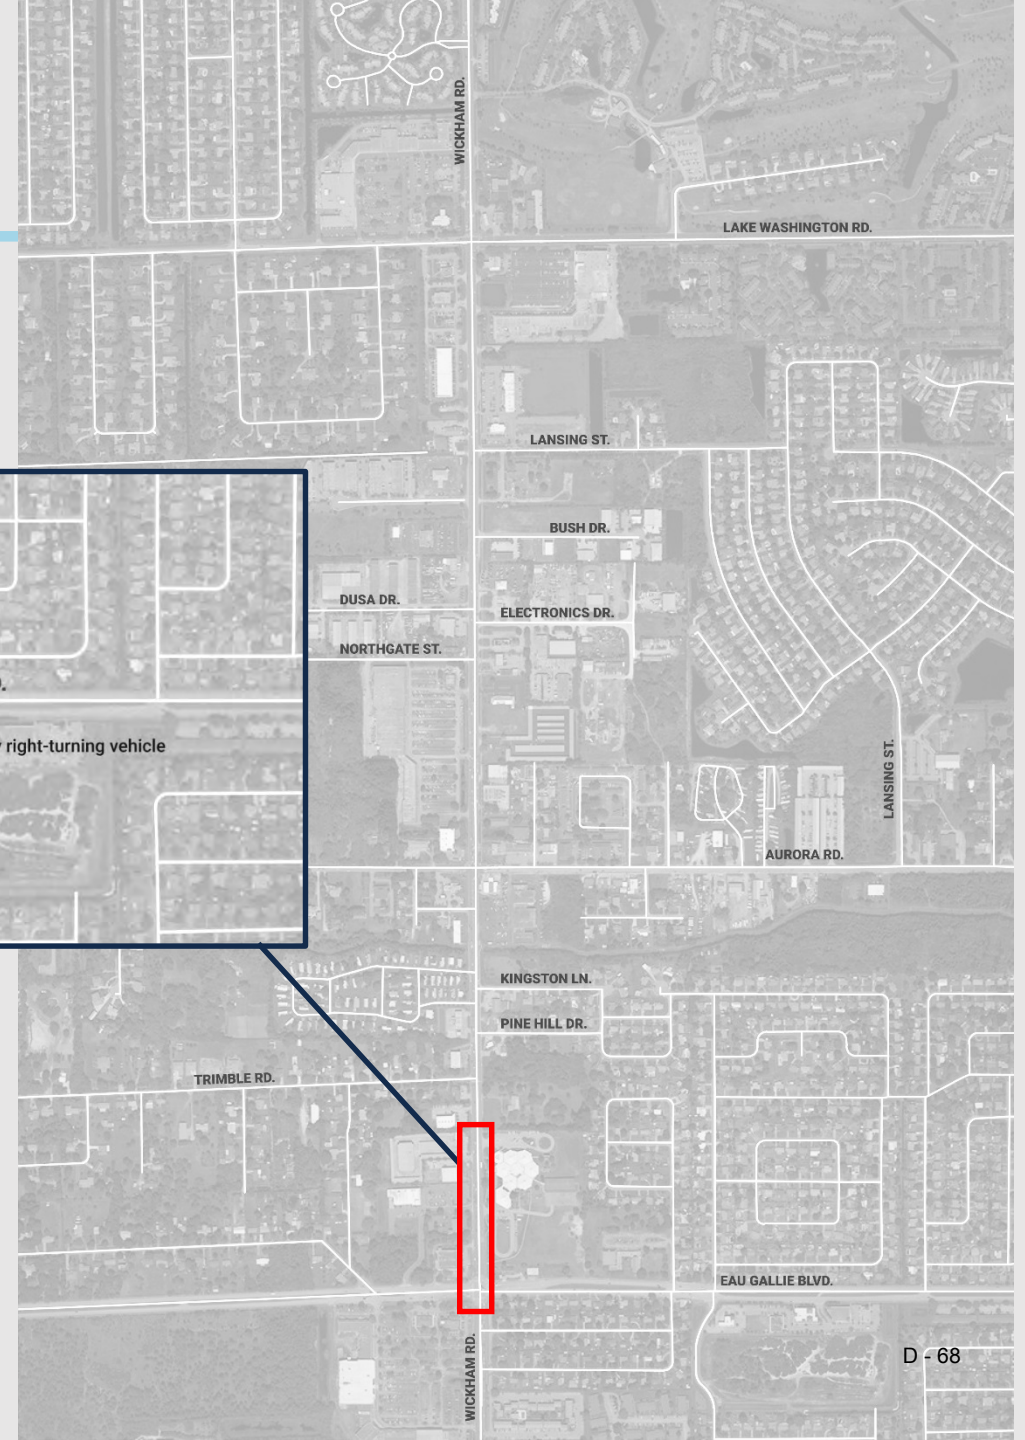 WICKHAM RD.
LAKE WASHINGTON RD.
LANSING ST.
BUSH DR.
DUSA DR.
ELECTRONICS DR.
NORTHGATE ST.
right-turning vehicle
LANSING ST.
AURORA RD.
KINGSTON LN.
PINE HILL DR.
TRIMBLE RD.
EAU GALLIE BLVD.
WICKHAM RD.
D - 68